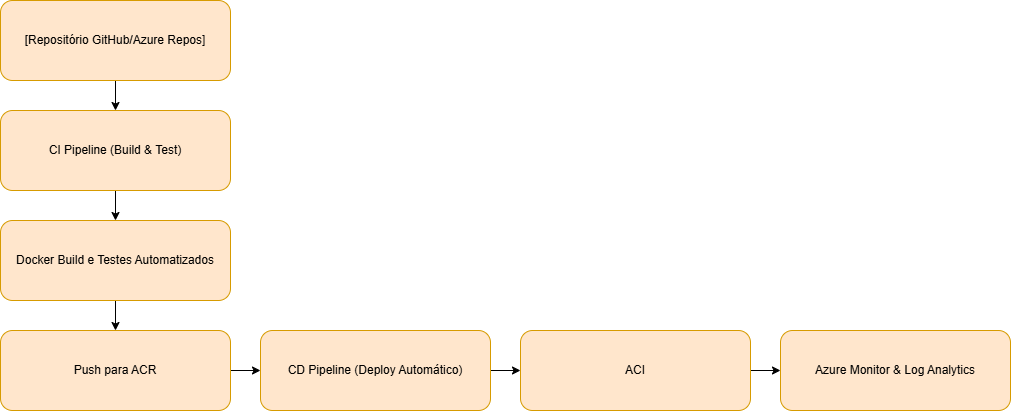 [Repositório GitHub/Azure Repos]
CI Pipeline (Build & Test)
Docker Build e Testes Automatizados
Push para ACR
CD Pipeline (Deploy Automático)
ACI
Azure Monitor & Log Analytics